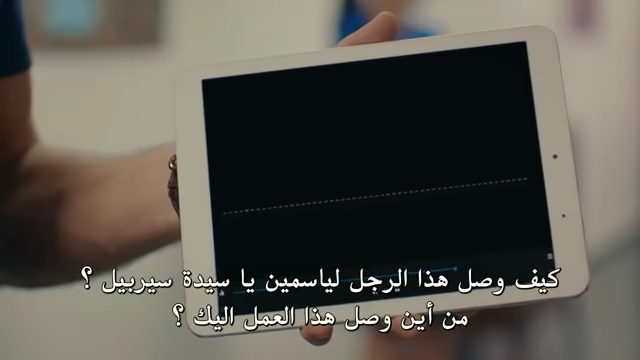 كيف وصل هذا الرجل لياسمين يا سيدة سيربيل ؟
من أين وصل هذا العمل اليك ؟